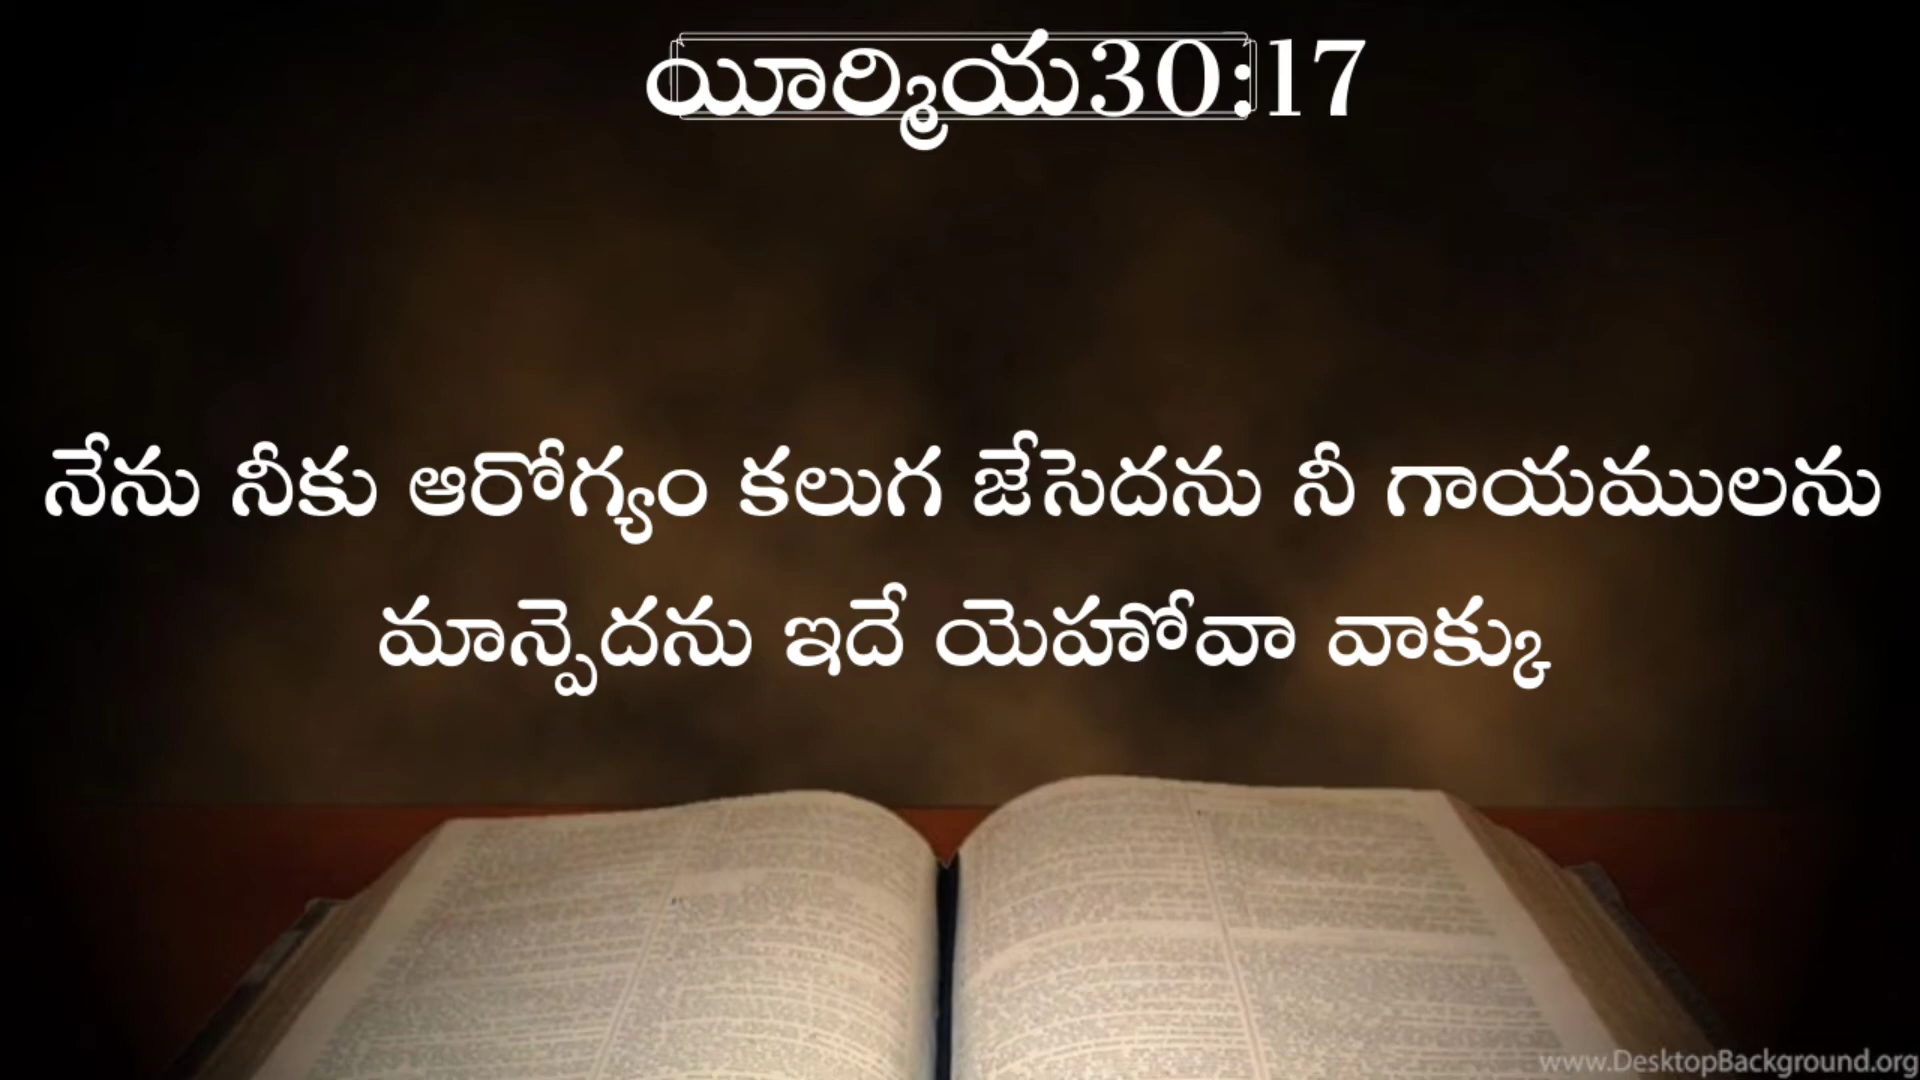 యీర్మియ30:17
నేను నీకు ఆరోగ్యం కలుగ జేసెదను నీ గాయములను
మాన్పెదను ఇదే యెహోవా వాక్కు
www.DesktopBackground.org